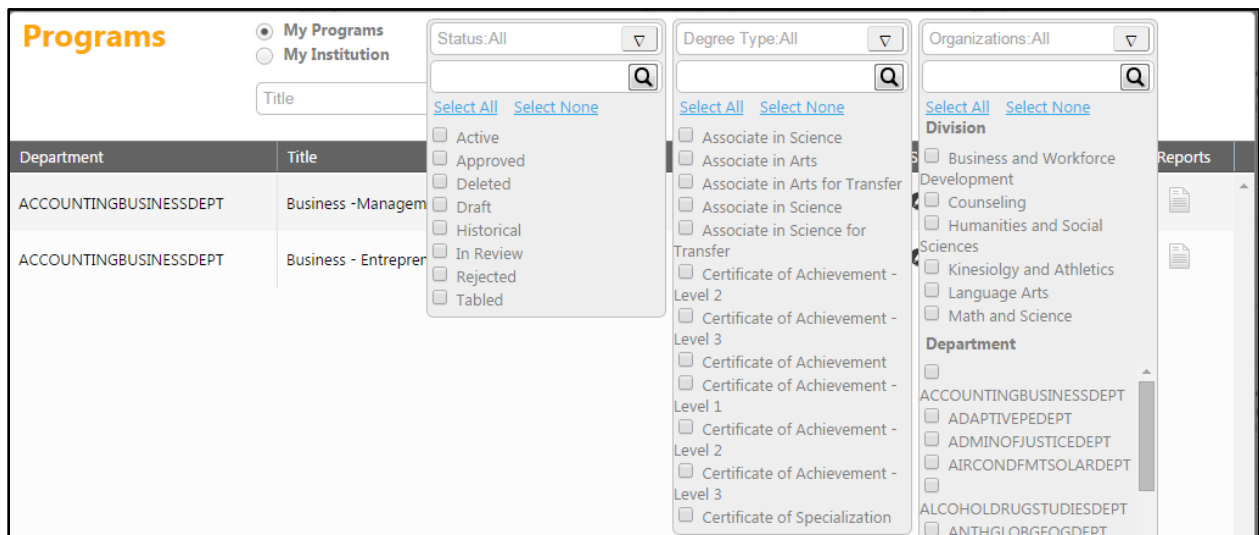 Programs
My Programs
My Institution
Title
Status:All
Select All Select None
Active
Approved
Deleted
Draft
Historical
In Review
Rejected
Tabled
Degree Type:All
Select All Select None
Associate in Science
Associate in Arts
Associate in Arts for Transfer
Associate in Science
Associate in Science for
Transfer
Certificate of Achievement -
Level 2
Certificate of Achievement -
Level 3
Certificate of Achievement
Certificate of Achievement -
Level 1
Certificate of Achievement -
Level 2
Certificate of Achievement -
Level 3
Certificate of Specialization
Organizations:All
Select All Select None
Division
Business and Workforce
Development
Counseling
Humanities and Social
Sciences
Kinesiolgy and Athletics
Language Arts
Math and Science
Department
ACCOUNTINGBUSINESSDEPT
ADAPTIVEPEDEPT
ADMINOFJUSTICEDEPT
AIRCONDFMTSOLARDEPT
ALCOHOLDRUGSTUDIESDEPT
ANTHGLOBGEOGDEPT
Department Title Reports
ACCOUNTINGBUSINESSDEPT Business -Managem
ACCOUNTINGBUSINESSDEPT Business - Entrepren